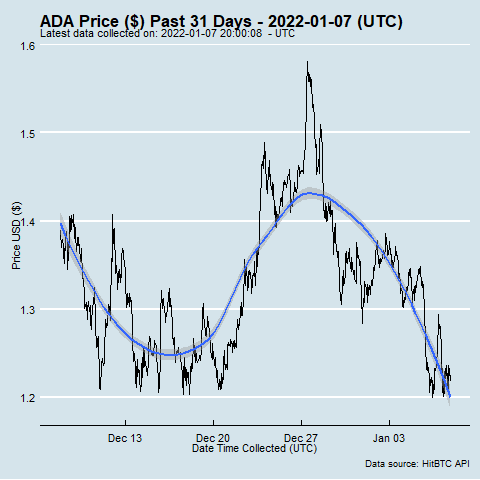 ADA Price ($) Past 31 Days - 2022-01-07 (UTC)
Latest data collected on: 2022-01-07 20:00:08 - UTC
1.6
1.5
1.4
1.3
1.2
Price USD ($)
Dec 13 Dec 20 Dec 27 Jan 03
Date Time Collected (UTC)
Data source: HitBTC API